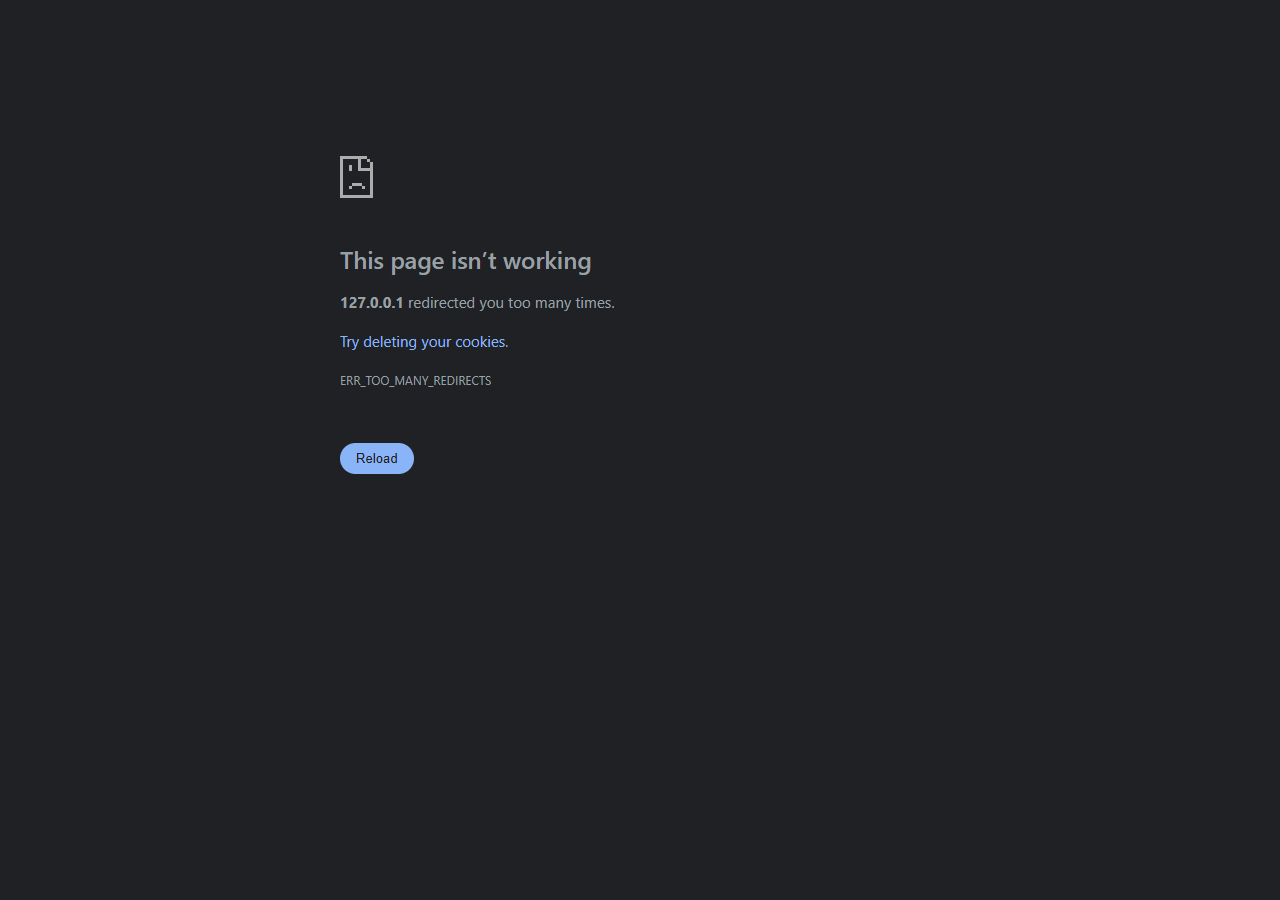 This page isn’t working
127.0.0.1 redirected you too many times.
Try deleting your cookies.
ERR_TOO_MANY_REDIRECTS
Reload